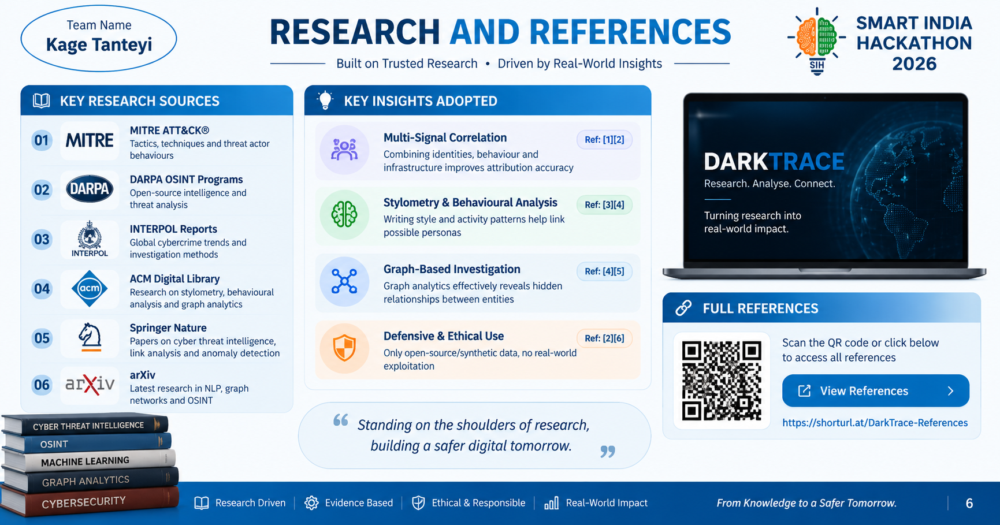 Team Name
Kage Tanteyi
RESEARCH AND REFERENCES
Built on Trusted Research • Driven by Real-World Insights
SIH
SMART INDIA
HACKATHON
2026
KEY RESEARCH SOURCES
01
MITRE
MITRE ATT&CK®
Tactics, techniques and threat actor
behaviours
02
DARPA
DARPA OSINT Programs
Open-source intelligence and
threat analysis
03
INTERPOL
INTERPOL Reports
Global cybercrime trends and
investigation methods
04
acm
ACM Digital Library
Research on stylometry, behavioural
analysis and graph analytics
05
Springer Nature
Papers on cyber threat intelligence,
link analysis and anomaly detection
06
arXiv
arXiv
Latest research in NLP, graph
networks and OSINT
KEY INSIGHTS ADOPTED
Multi-Signal Correlation
Ref: [1][2]
Combining identities, behaviour and
infrastructure improves attribution accuracy
Stylometry & Behavioural Analysis
Ref: [3][4]
Writing style and activity patterns help link
possible personas
Graph-Based Investigation
Ref: [4][5]
Graph analytics effectively reveals hidden
relationships between entities
Defensive & Ethical Use
Ref: [2][6]
Only open-source/synthetic data, no real-world
exploitation
“ Standing on the shoulders of research,
building a safer digital tomorrow. ”
DARKTRACE
Research. Analyse. Connect.
Turning research into
real-world impact.
FULL REFERENCES
Scan the QR code or click below
to access all references
View References
https://shorturl.at/DarkTrace-References
CYBER THREAT INTELLIGENCE
OSINT
MACHINE LEARNING
GRAPH ANALYTICS
CYBERSECURITY
Research Driven
Evidence Based
Ethical & Responsible
Real-World Impact
From Knowledge to a Safer Tomorrow.
6